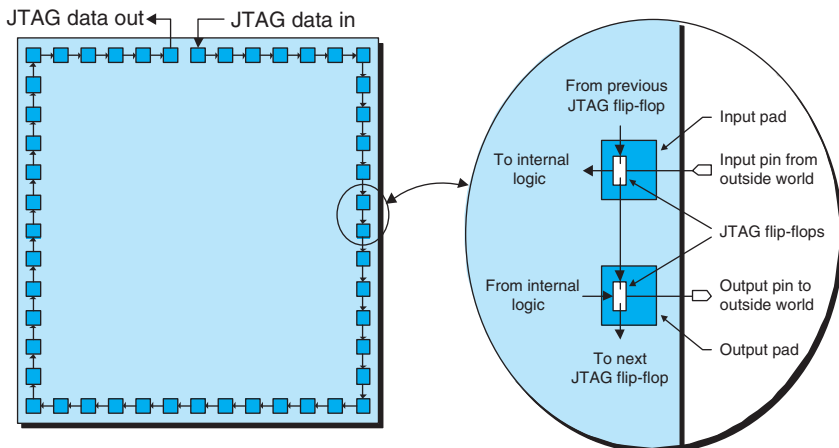 JTAG data out
JTAG data in
From previous
JTAG flip-flop
Input pad
To internal
logic
Input pin from
outside world
JTAG flip-flops
From internal
logic
Output pin to
outside world
Output pad
To next
JTAG flip-flop